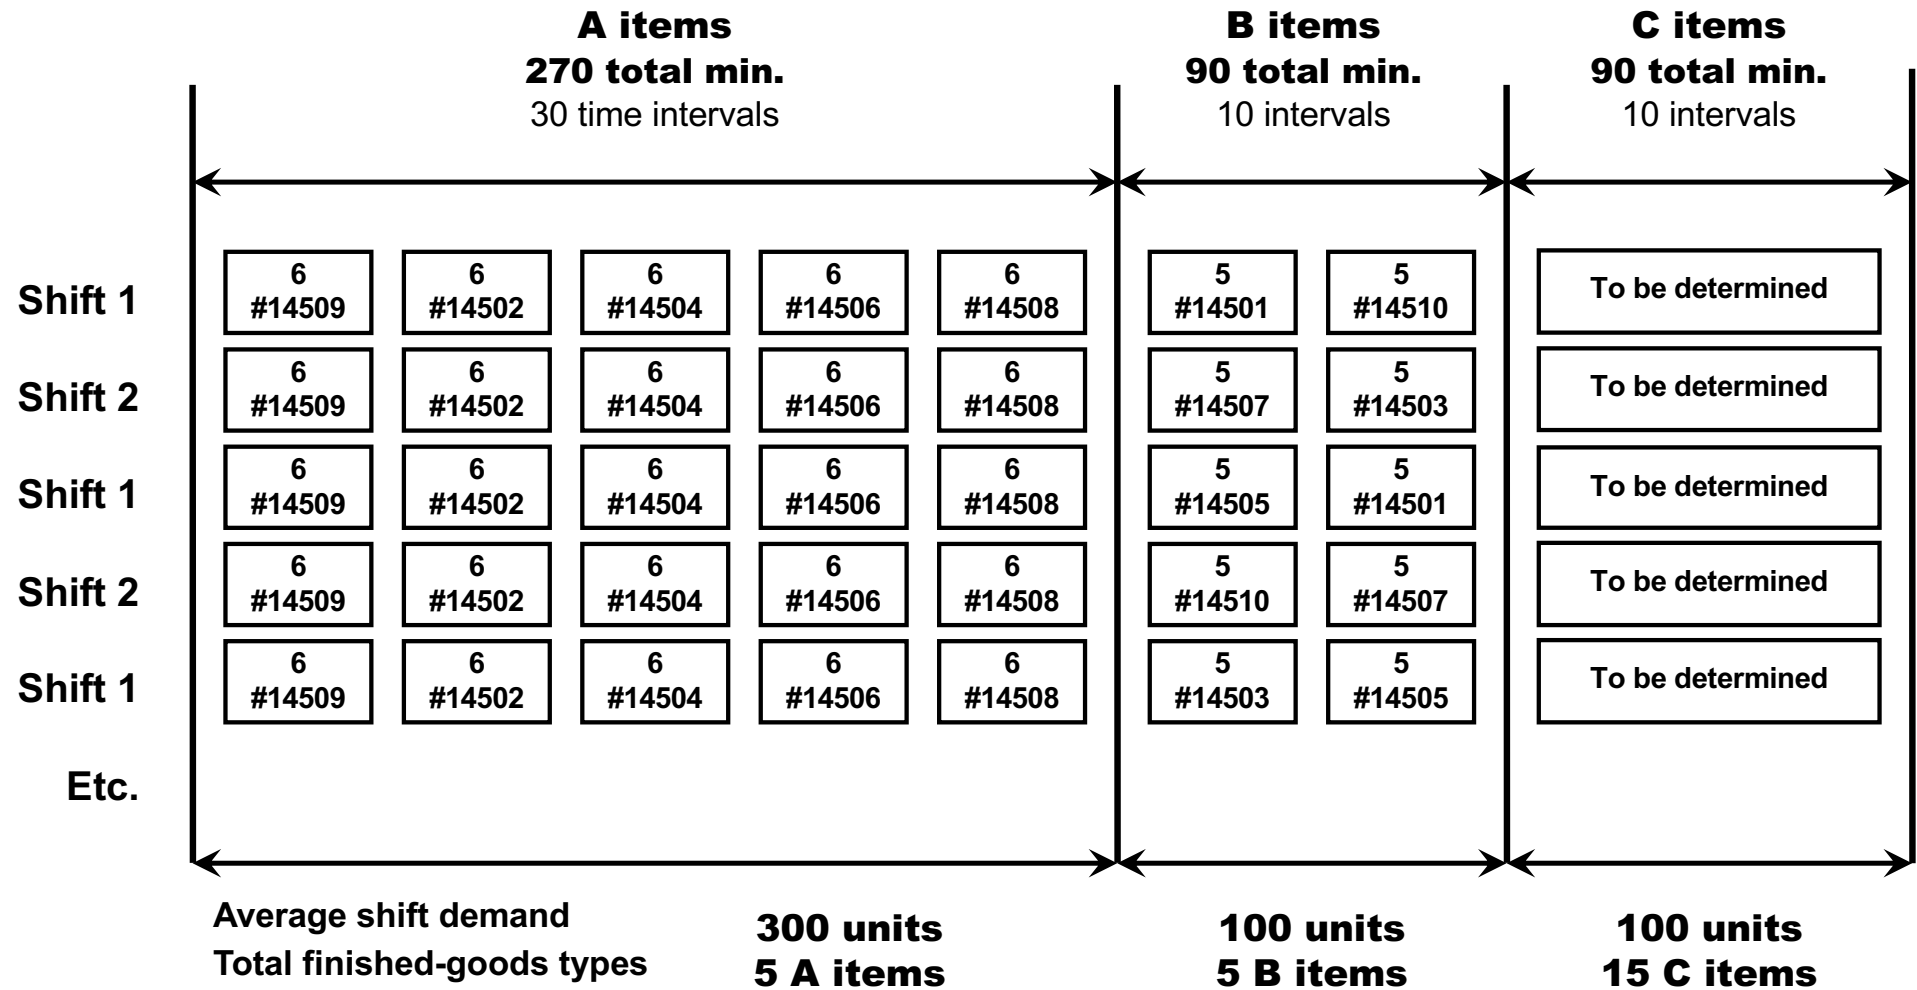 A items
270 total min.
30 time intervals
B items
90 total min.
10 intervals
C items
90 total min.
10 intervals
Shift 1
6
#14509
6
#14502
6
#14504
6
#14506
6
#14508
5
#14501
5
#14510
To be determined
Shift 2
6
#14509
6
#14502
6
#14504
6
#14506
6
#14508
5
#14507
5
#14503
To be determined
Shift 1
6
#14509
6
#14502
6
#14504
6
#14506
6
#14508
5
#14505
5
#14501
To be determined
Shift 2
6
#14509
6
#14502
6
#14504
6
#14506
6
#14508
5
#14510
5
#14507
To be determined
Shift 1
6
#14509
6
#14502
6
#14504
6
#14506
6
#14508
5
#14503
5
#14505
To be determined
Etc.
Average shift demand
Total finished-goods types
300 units
5 A items
100 units
5 B items
100 units
15 C items